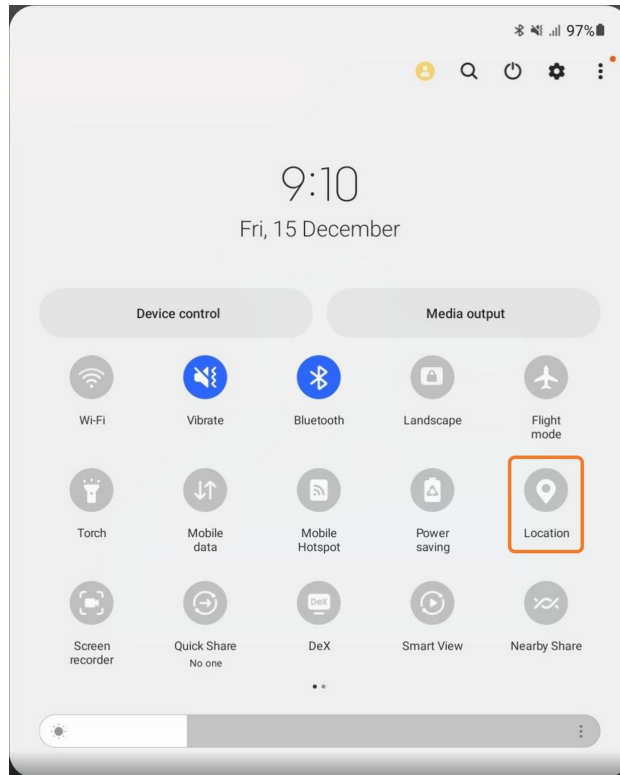 97%
9:10
Fri, 15 December
Device control
Media output
Wi-Fi
Vibrate
Bluetooth
Landscape
Flight
mode
Torch
Mobile
data
Mobile
Hotspot
Power
saving
Location
Screen
recorder
Quick Share
No one
DeX
DeX
Smart View
Nearby Share